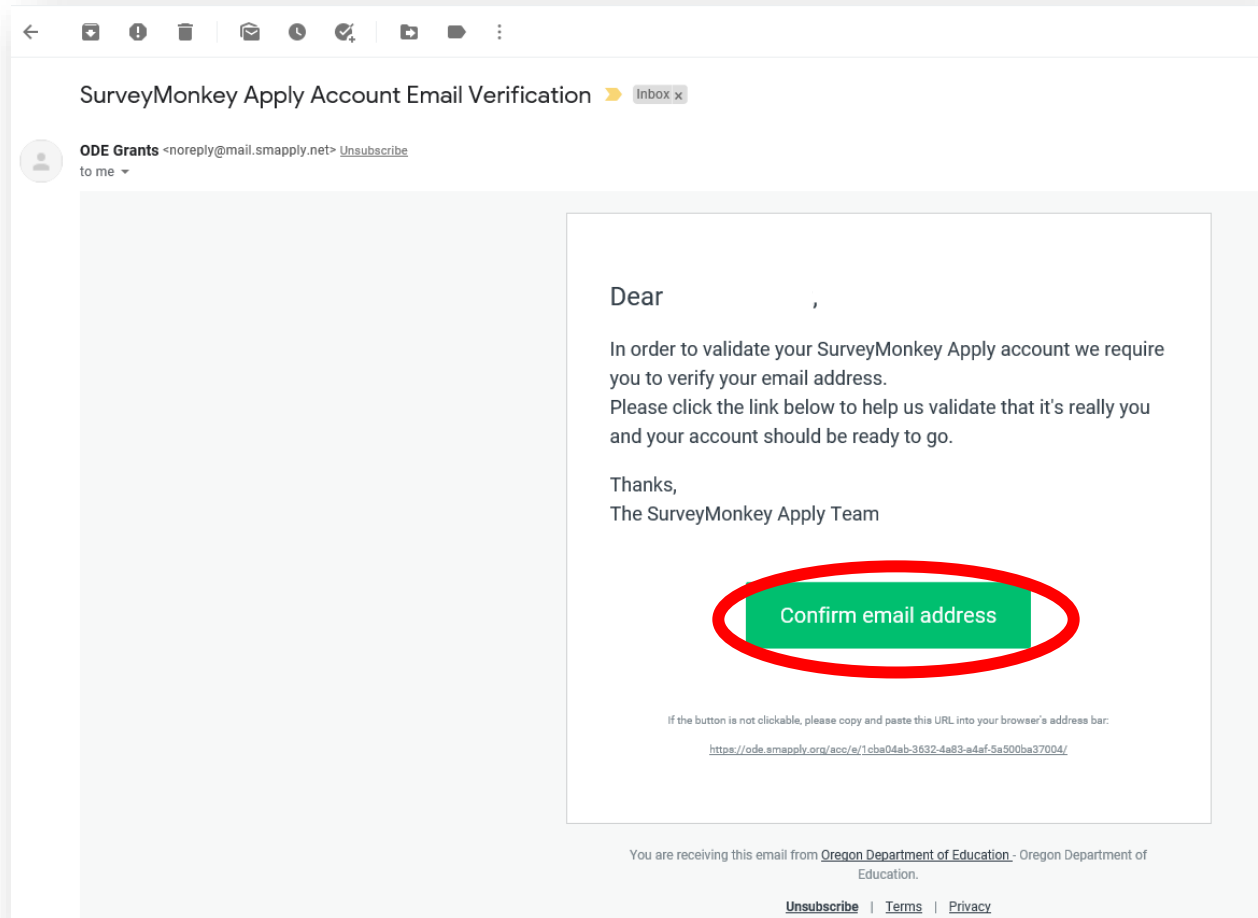 SurveyMonkey Apply Account Email Verification Inbox x
ODE Grants <noreply@mail.smapply.net> Unsubscribe
to me
Dear ,
In order to validate your SurveyMonkey Apply account we require
you to verify your email address.
Please click the link below to help us validate that it's really you
and your account should be ready to go.
Thanks,
The SurveyMonkey Apply Team
Confirm email address
If the button is not clickable, please copy and paste this URL into your browser's address bar:
https://ode.smapply.org/acc/e/1cba04ab-3632-4a83-a4af-5a500ba37004/
You are receiving this email from Oregon Department of Education - Oregon Department of
Education.
Unsubscribe | Terms | Privacy